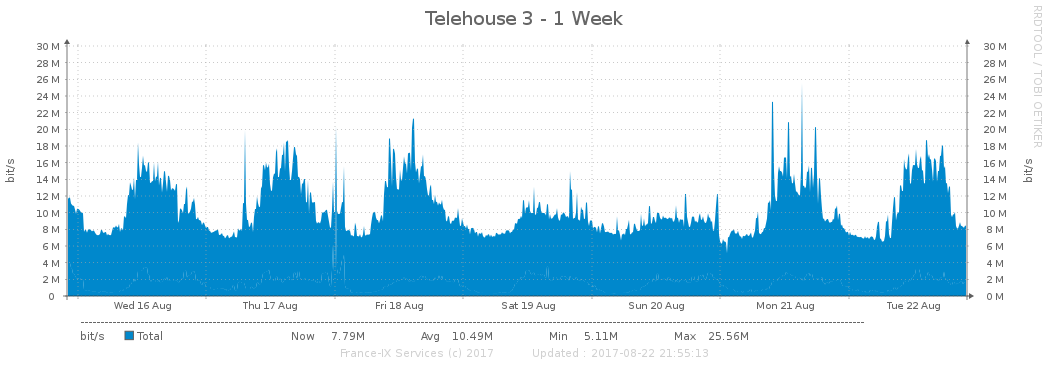 Telehouse 3 - 1 Week
RRDTOOL / TOBI OETIKER
bit/s
30 M 30 M
28 M 28 M
26 M 26 M
24 M 24 M
22 M 22 M
20 M 20 M
18 M 18 M
16 M 16 M
14 M 14 M
12 M 12 M
10 M 10 M
8 M 8 M
6 M 6 M
4 M 4 M
2 M 2 M
0 0 M
bit/s
Wed 16 Aug Thu 17 Aug Fri 18 Aug Sat 19 Aug Sun 20 Aug Mon 21 Aug Tue 22 Aug
bit/s Total Now 7.79M Avg 10.49M Min 5.11M Max 25.56M
France-IX Services (c) 2017 Updated : 2017-08-22 21:55:13